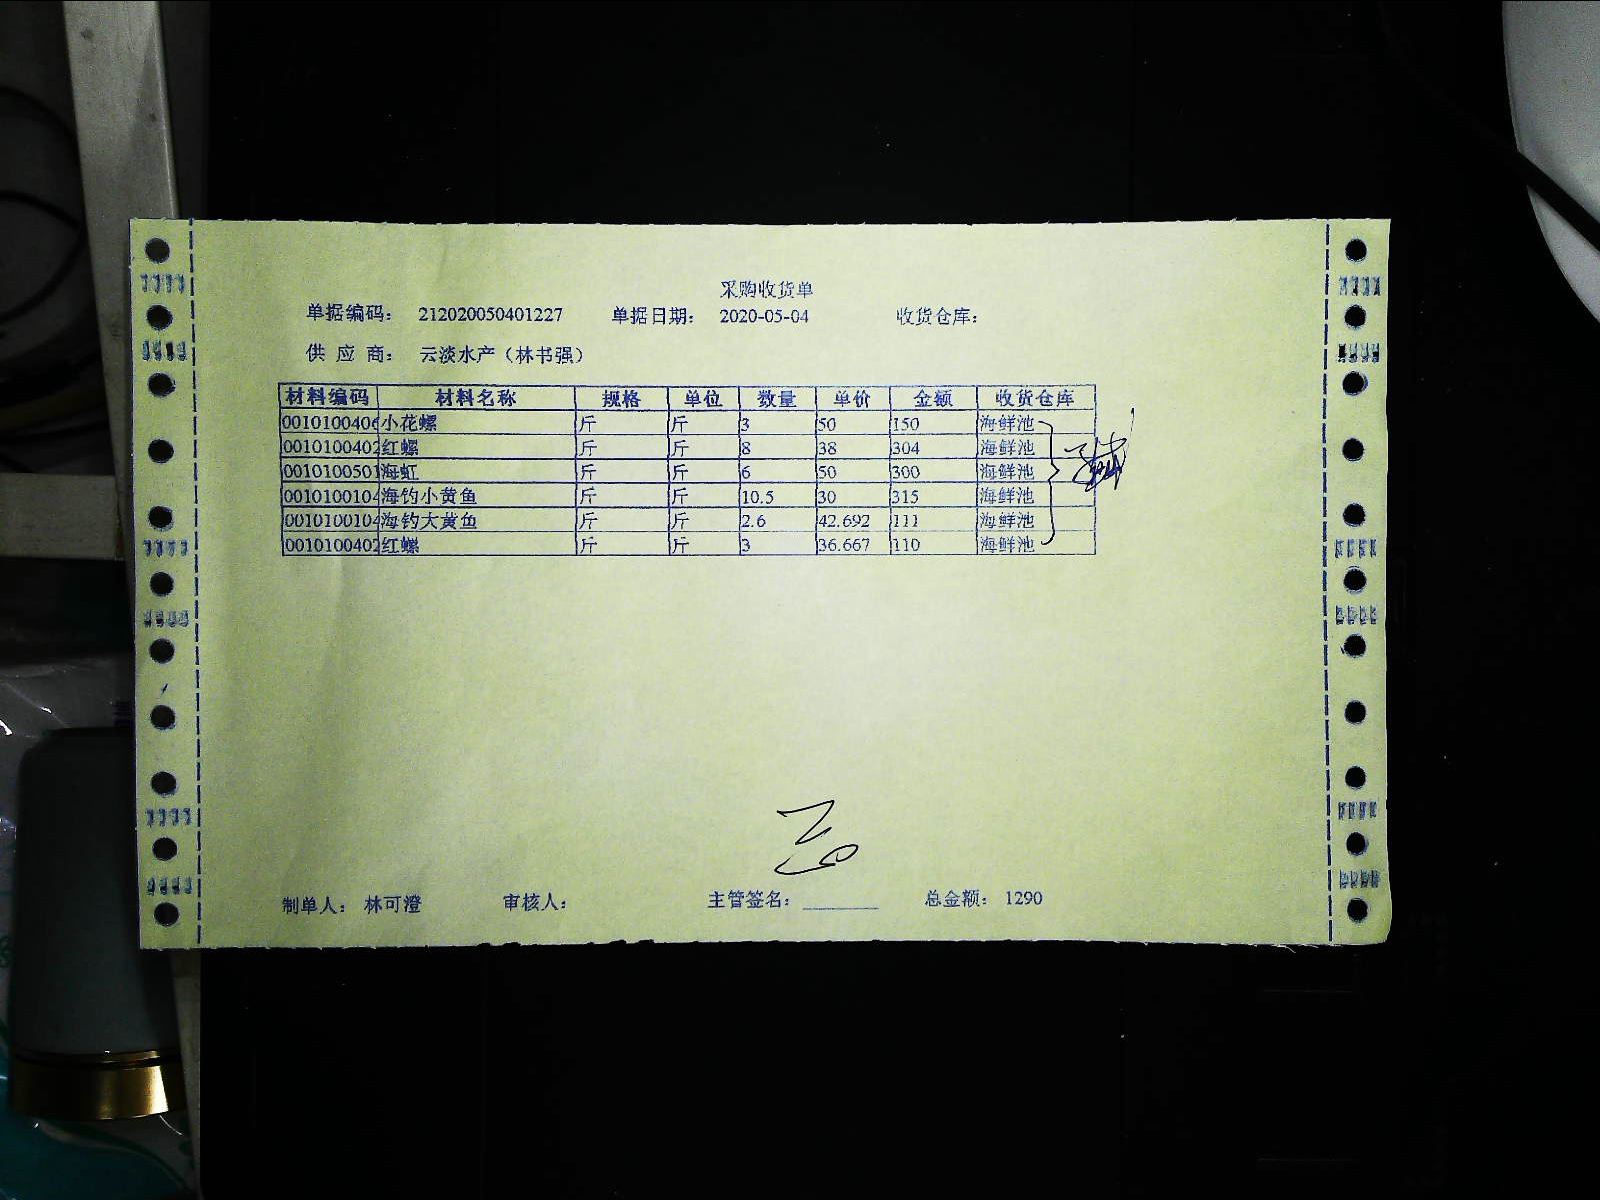 采购收货单
单据编码： 212020050401227 单据日期： 2020-05-04 收货仓库：
供 应 商： 云淡水产（林书强）
材料编码 材料名称 规格 单位 数量 单价 金额 收货仓库
0010100406 小花螺 斤 斤 3 50 150 海鲜池
0010100402 红螺 斤 斤 8 38 304 海鲜池
0010100501 海虹 斤 斤 6 50 300 海鲜池
0010100104 海钓小黄鱼 斤 斤 10.5 30 315 海鲜池
0010100104 海钓大黄鱼 斤 斤 2.6 42.692 111 海鲜池
0010100402 红螺 斤 斤 3 36.667 110 海鲜池
制单人： 林可澄 审核人： 主管签名： 总金额： 1290